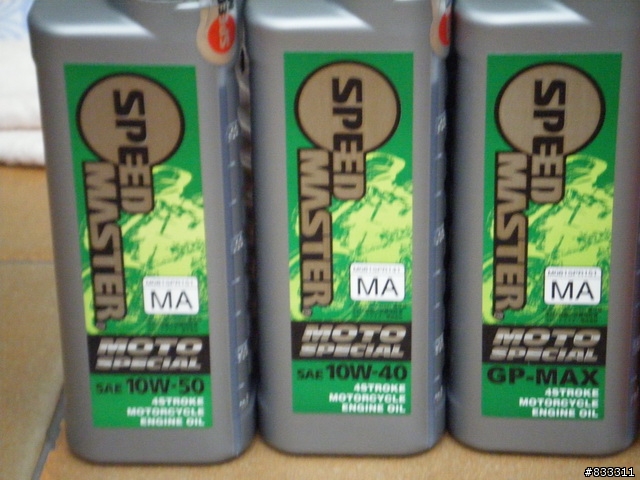 SPEED
MASTER.
MA
MOTO
SPECIAL
SAE 10W-50
4STROKE
MOTORCYCLE
ENGINE OIL
SPEED
MASTER.
MA
MOTO
SPECIAL
SAE 10W-40
4STROKE
MOTORCYCLE
ENGINE OIL
SPEED
MASTER.
MA
MOTO
SPECIAL
GP-MAX
4STROKE
MOTORCYCLE
ENGINE OIL
#833311